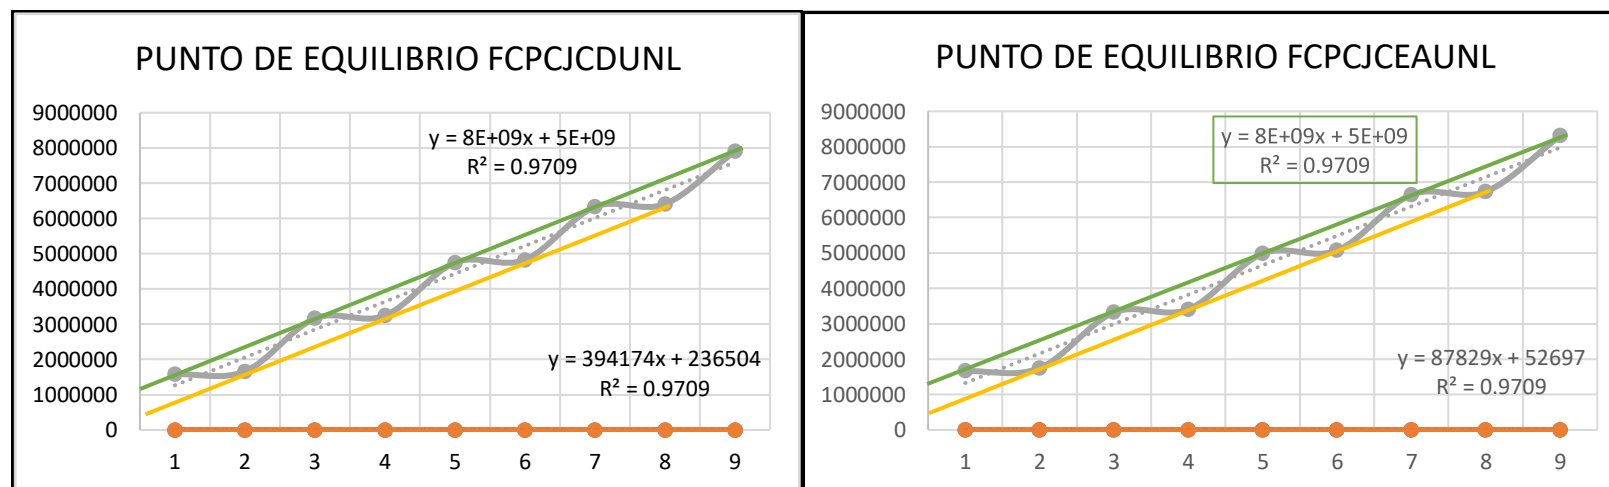 PUNTO DE EQUILIBRIO FCPCJCDUNL
9000000
8000000
7000000
6000000
5000000
4000000
3000000
2000000
1000000
0
y = 8E+09x + 5E+09
R² = 0.9709
y = 394174x + 236504
R² = 0.9709
1 2 3 4 5 6 7 8 9
PUNTO DE EQUILIBRIO FCPCJCEAUNL
9000000
8000000
7000000
6000000
5000000
4000000
3000000
2000000
1000000
0
y = 8E+09x + 5E+09
R² = 0.9709
y = 87829x + 52697
R² = 0.9709
1 2 3 4 5 6 7 8 9